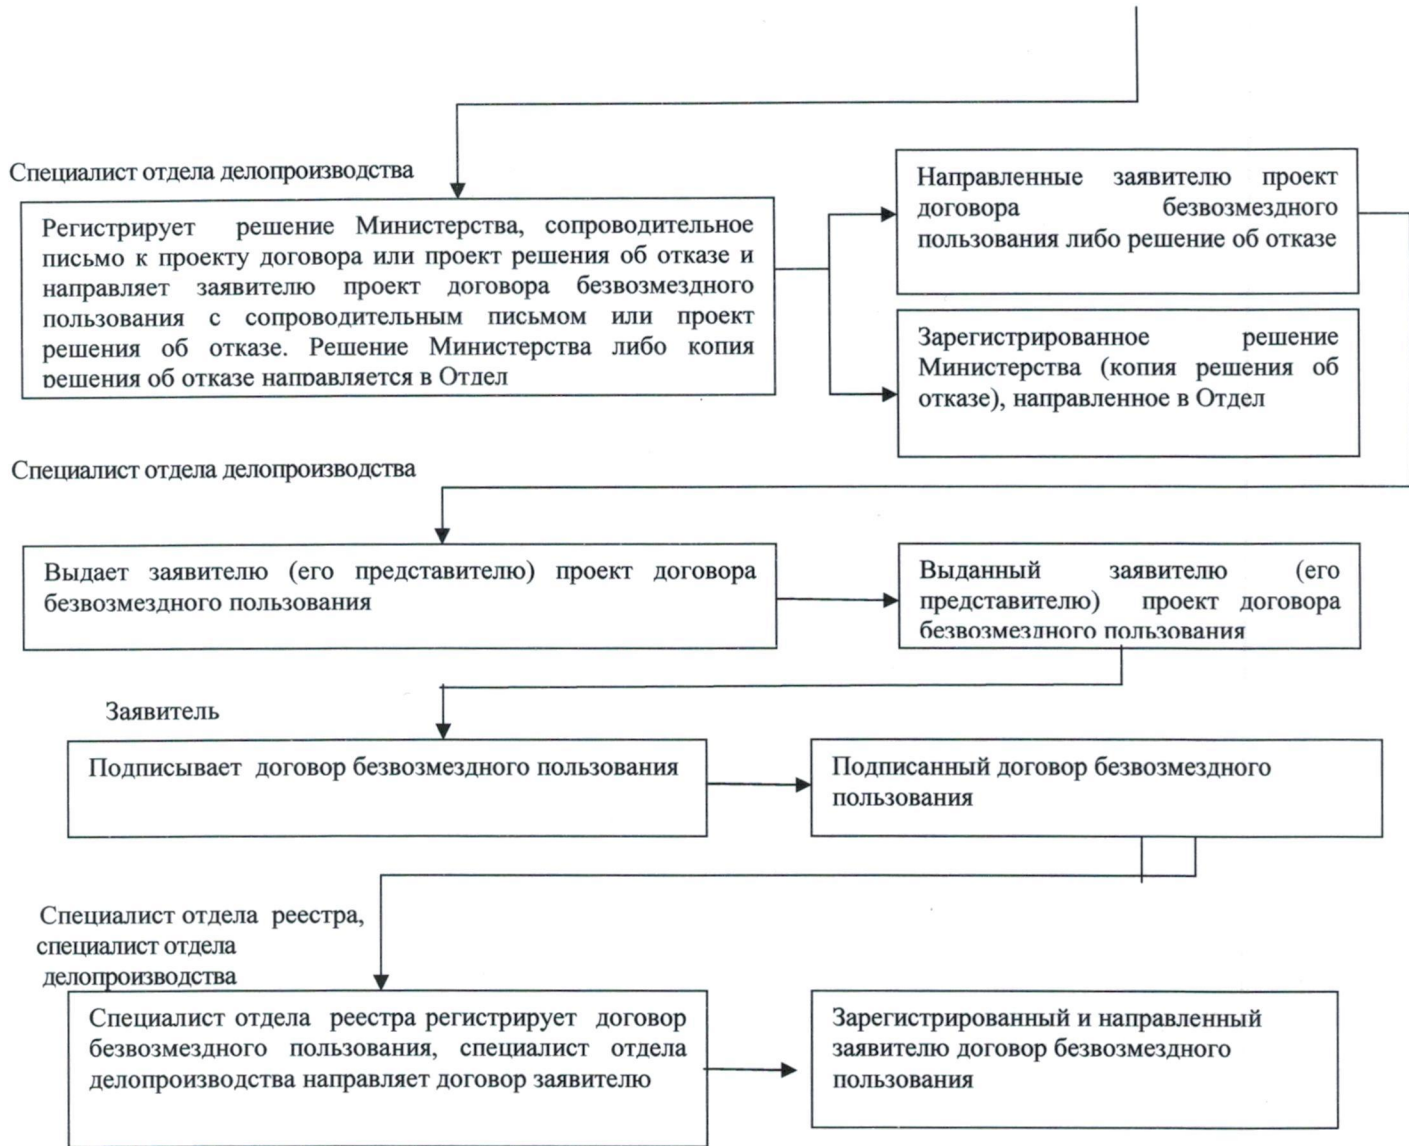 Специалист отдела делопроизводства
Регистрирует решение Министерства, сопроводительное
письмо к проекту договора или проект решения об отказе и
направляет заявителю проект договора безвозмездного
пользования с сопроводительным письмом или проект
решения об отказе. Решение Министерства либо копия
решения об отказе направляется в Отдел
Направленные заявителю проект
договора безвозмездного
пользования либо решение об отказе
Зарегистрированное решение
Министерства (копия решения об
отказе), направленное в Отдел
Специалист отдела делопроизводства
Выдает заявителю (его представителю) проект договора
безвозмездного пользования
Выданный заявителю (его
представителю) проект договора
безвозмездного пользования
Заявитель
Подписывает договор безвозмездного пользования
Подписанный договор безвозмездного
пользования
Специалист отдела реестра,
специалист отдела
делопроизводства
Специалист отдела реестра регистрирует договор
безвозмездного пользования, специалист отдела
делопроизводства направляет договор заявителю
Зарегистрированный и направленный
заявителю договор безвозмездного
пользования